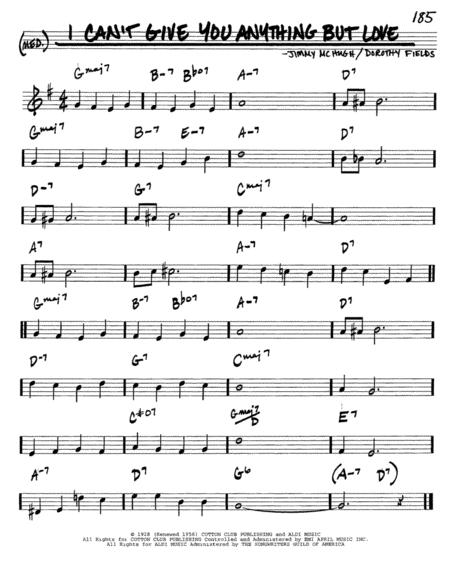 185
(MED.) I CAN'T GIVE YOU ANYTHING BUT LOVE
-JIMMY MCHUGH/DOROTHY FIELDS
Gmaj7 B-7 Bb°7 A-7 D7
4 4
Gmaj7 B-7 E-7 A-7 D7
D-7 G7 Cmaj7
A7 A-7 D7
Gmaj7 B-7 Bb°7 A-7 D7
D-7 G-7 Cmaj7
C#°7 Gmaj7/D E7
A-7 D7 G6 (A-7 D7)
© 1928 (Renewed 1956) COTTON CLUB PUBLISHING and ALDI MUSIC
All Rights for COTTON CLUB PUBLISHING Controlled and Administered by EMI APRIL MUSIC INC.
All Rights for ALDI MUSIC Administered by THE SONGWRITERS GUILD OF AMERICA